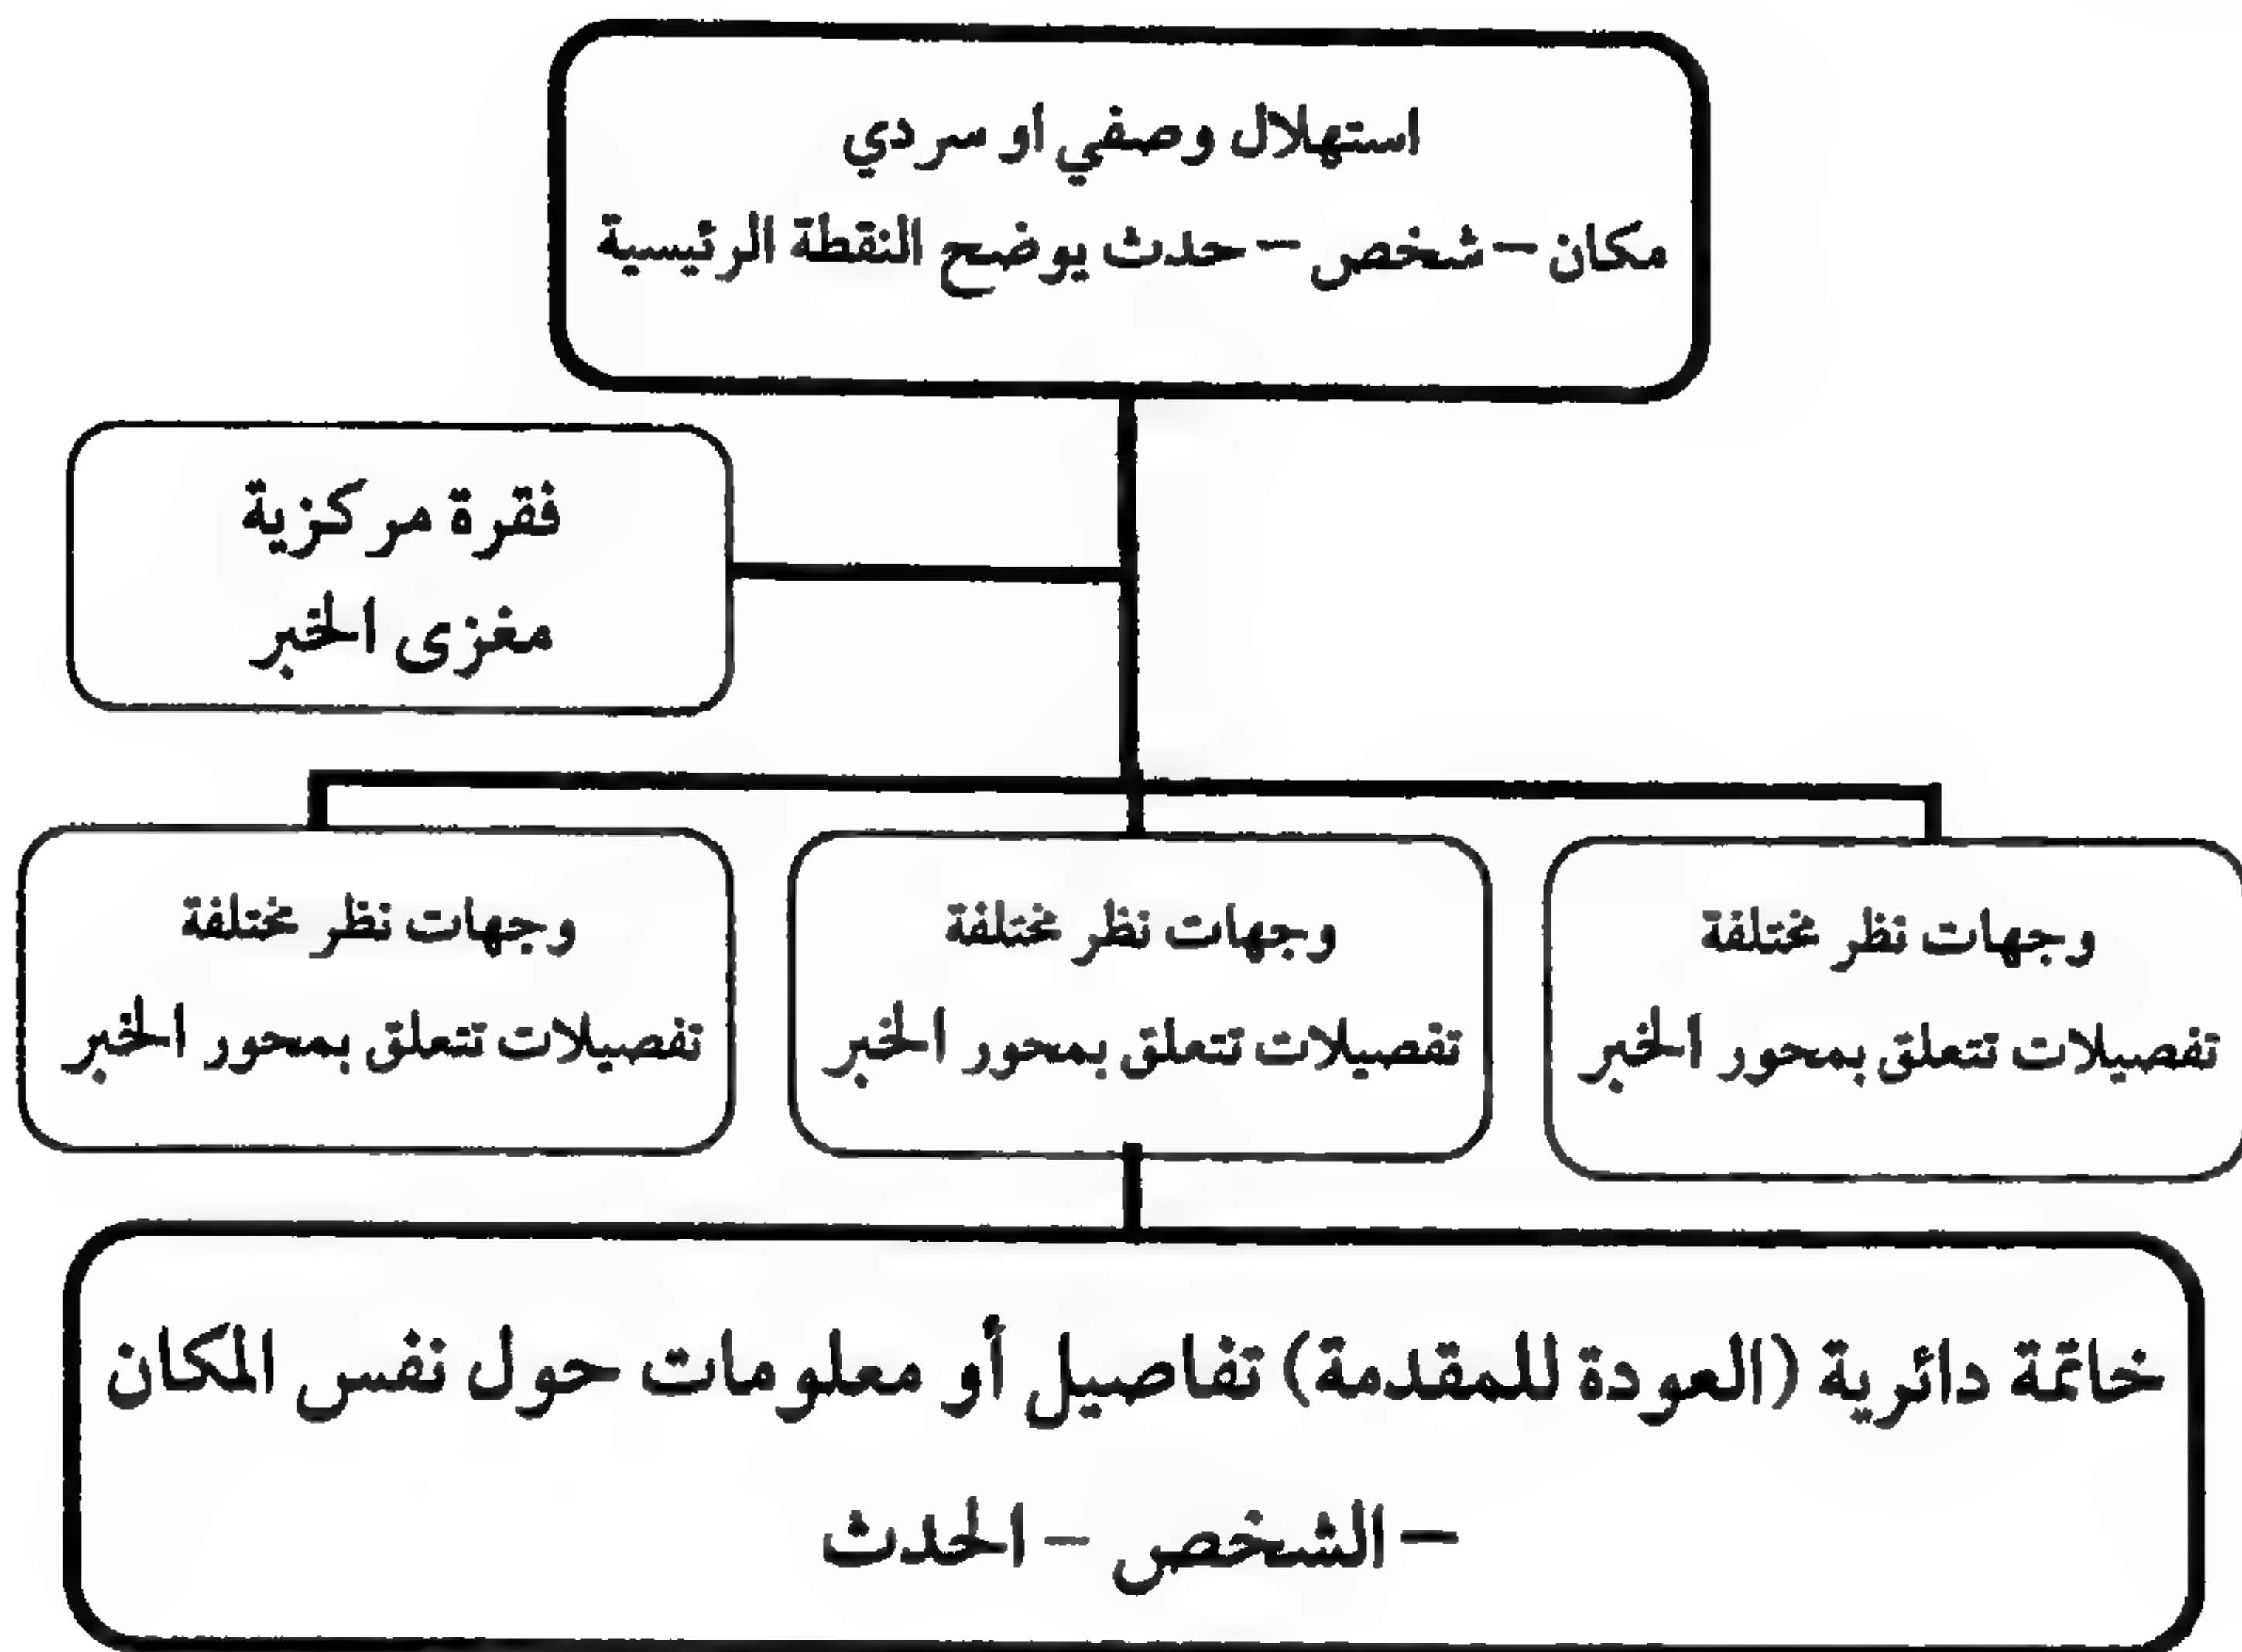 استهلال وصفي او سردي
مكان – شخص – حدث يوضح النقطة الرئيسية
فقرة مركزية
مغزى الخبر
وجهات نظر مختلفة
تفصيلات تتعلق بمحور الخبر
وجهات نظر مختلفة
تفصيلات تتعلق بمحور الخبر
وجهات نظر مختلفة
تفصيلات تتعلق بمحور الخبر
خاتمة دائرية (العودة للمقدمة) تفاصيل أو معلومات حول نفس المكان
– الشخص – الحدث